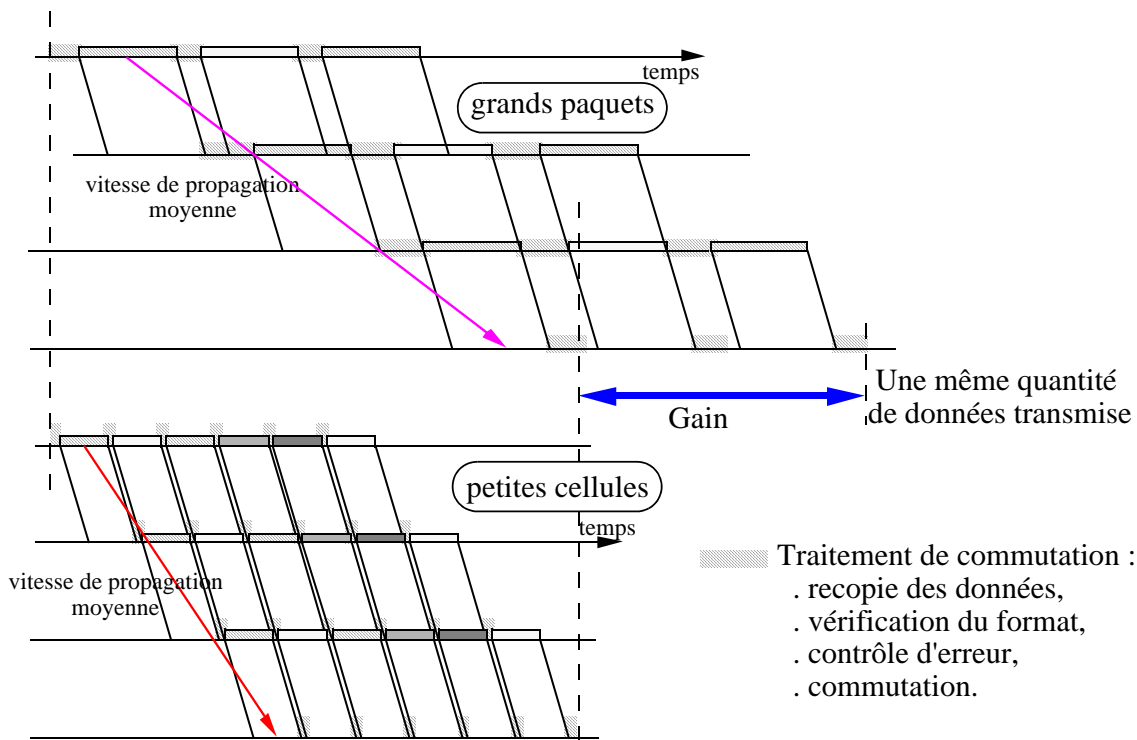 temps
grands paquets
vitesse de propagation
moyenne
Une même quantité
de données transmise
Gain
petites cellules
temps
vitesse de propagation
moyenne
Traitement de commutation :
. recopie des données,
. vérification du format,
. contrôle d'erreur,
. commutation.